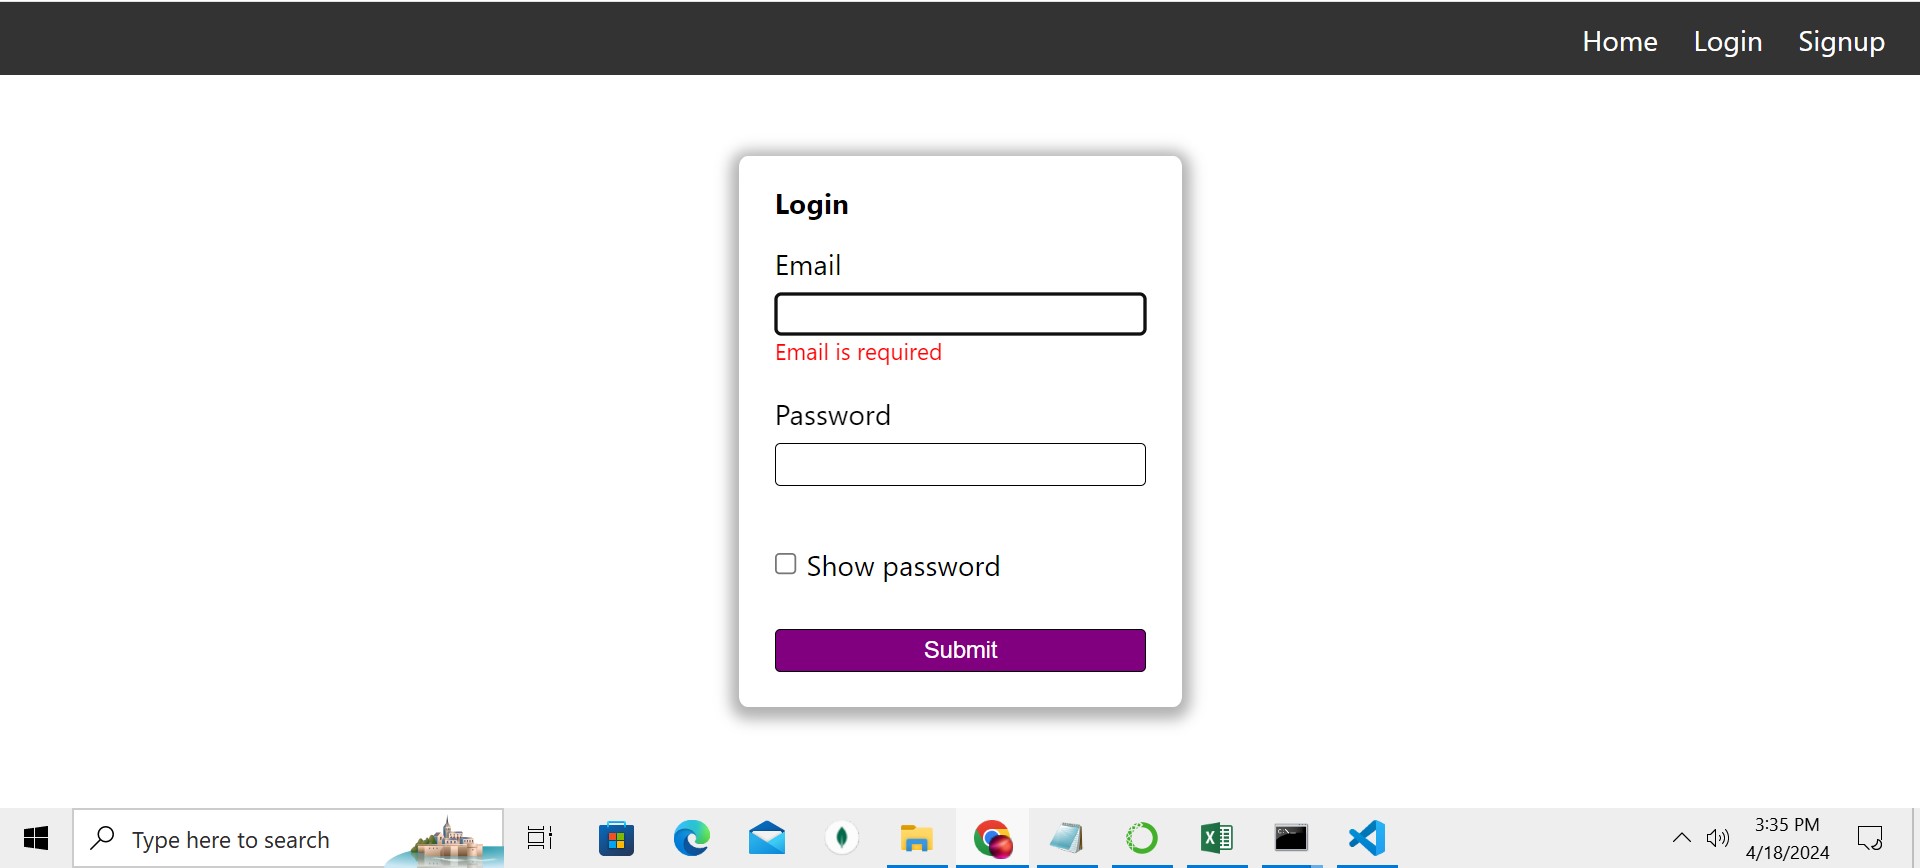 Home Login Signup
Login
Email
Email is required
Password
Show password
Submit
Type here to search
3:35 PM
4/18/2024